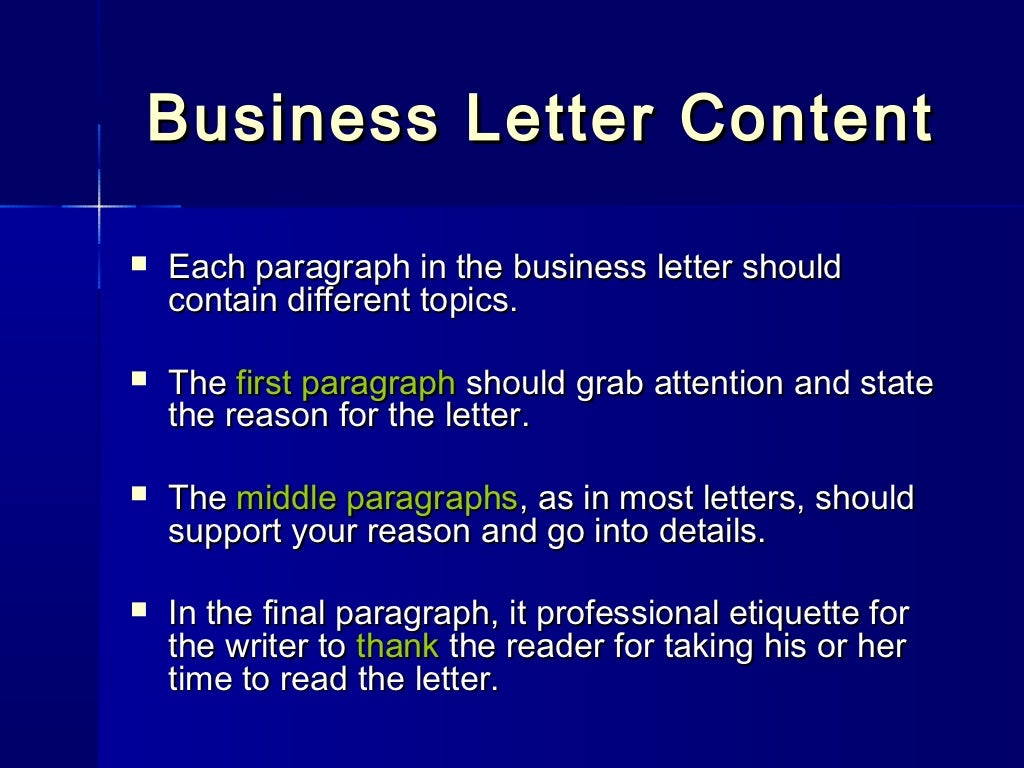 Business Letter Content
Each paragraph in the business letter should
contain different topics.
The first paragraph should grab attention and state
the reason for the letter.
The middle paragraphs, as in most letters, should
support your reason and go into details.
In the final paragraph, it professional etiquette for
the writer to thank the reader for taking his or her
time to read the letter.